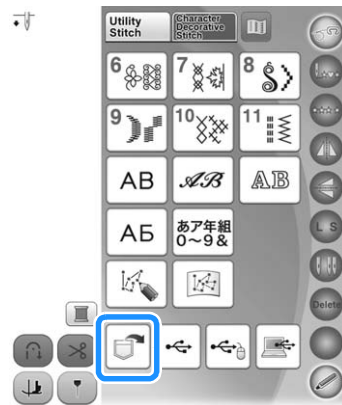 Utility
Stitch
Character
Decorative
Stitch
6
7
8
9
10
11
AB
AB
AB
АБ
あア年組
0～9&
L S
Delete